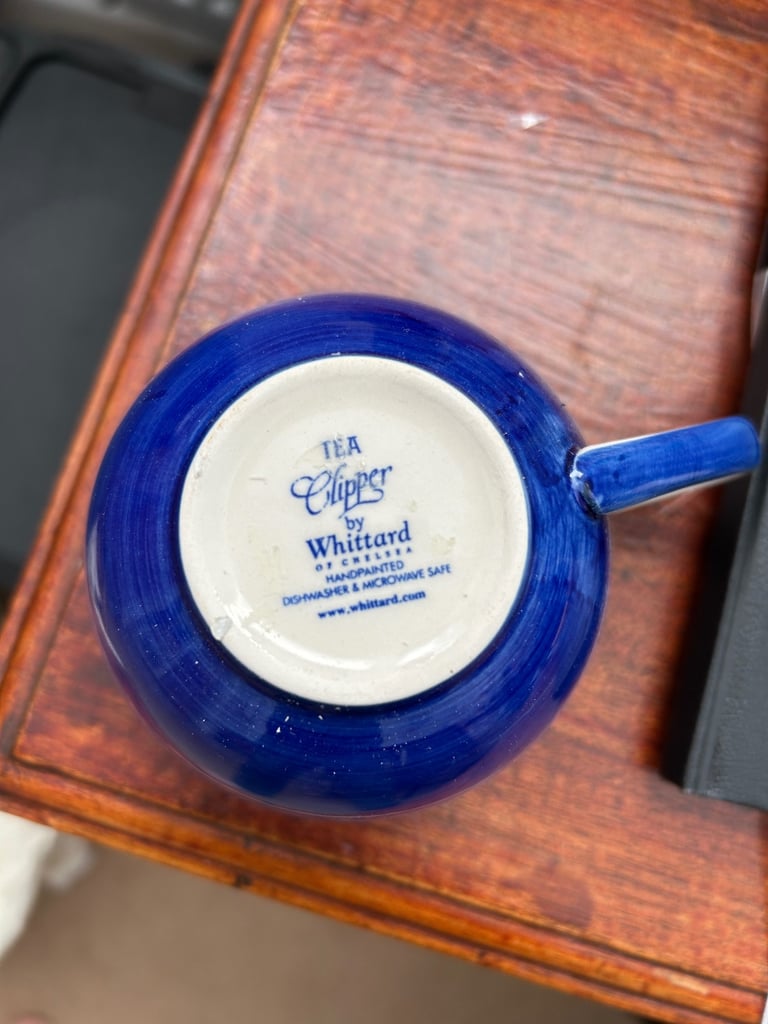 TEA
Clipper
by
Whittard
OF CHELSEA
HANDPAINTED
DISHWASHER & MICROWAVE SAFE
www.whittard.com